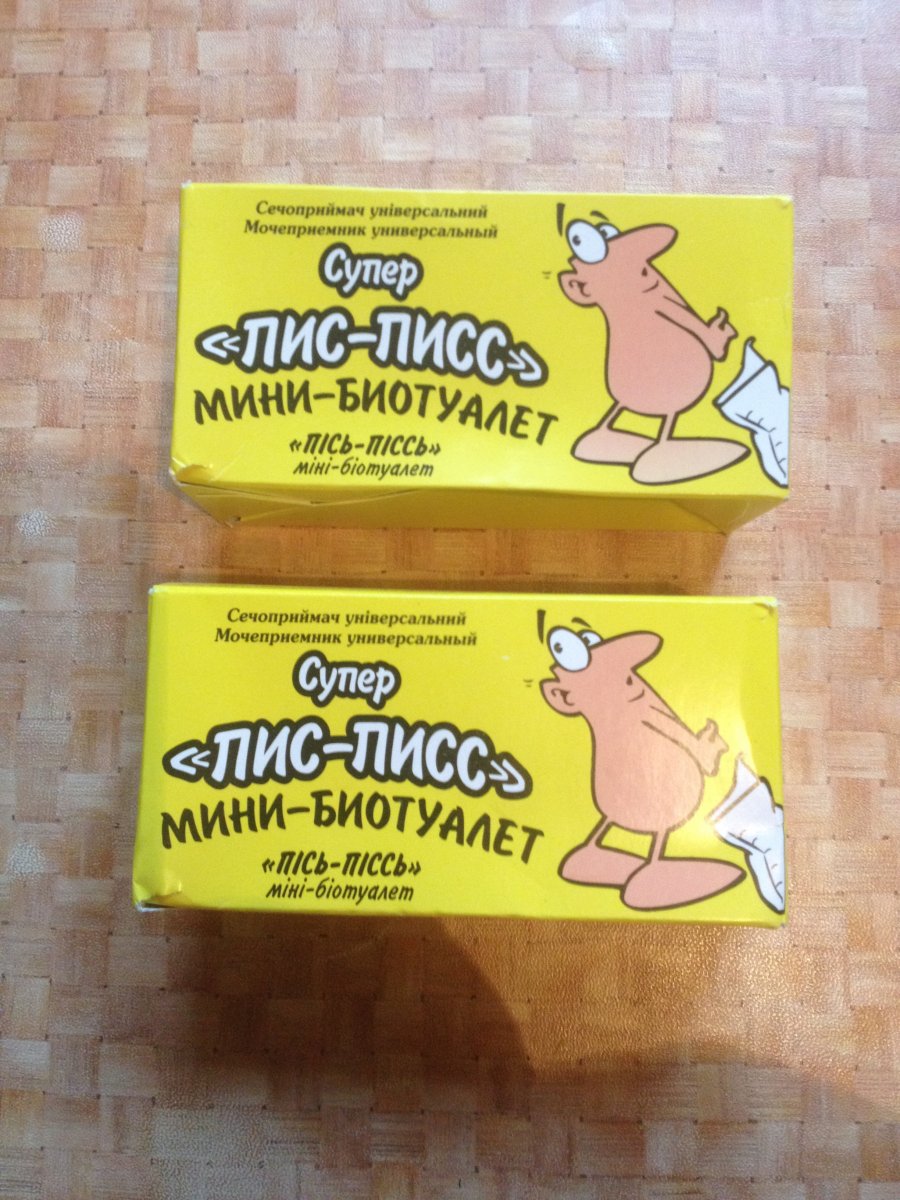 Сечоприймач універсальний
Мочеприемник универсальный
Супер
«ПИС-ПИСС»
МИНИ-БИОТУАЛЕТ
«ПІСЬ-ПІССЬ»
міні-біотуалет
Сечоприймач універсальний
Мочеприемник универсальный
Супер
«ПИС-ПИСС»
МИНИ-БИОТУАЛЕТ
«ПІСЬ-ПІССЬ»
міні-біотуалет